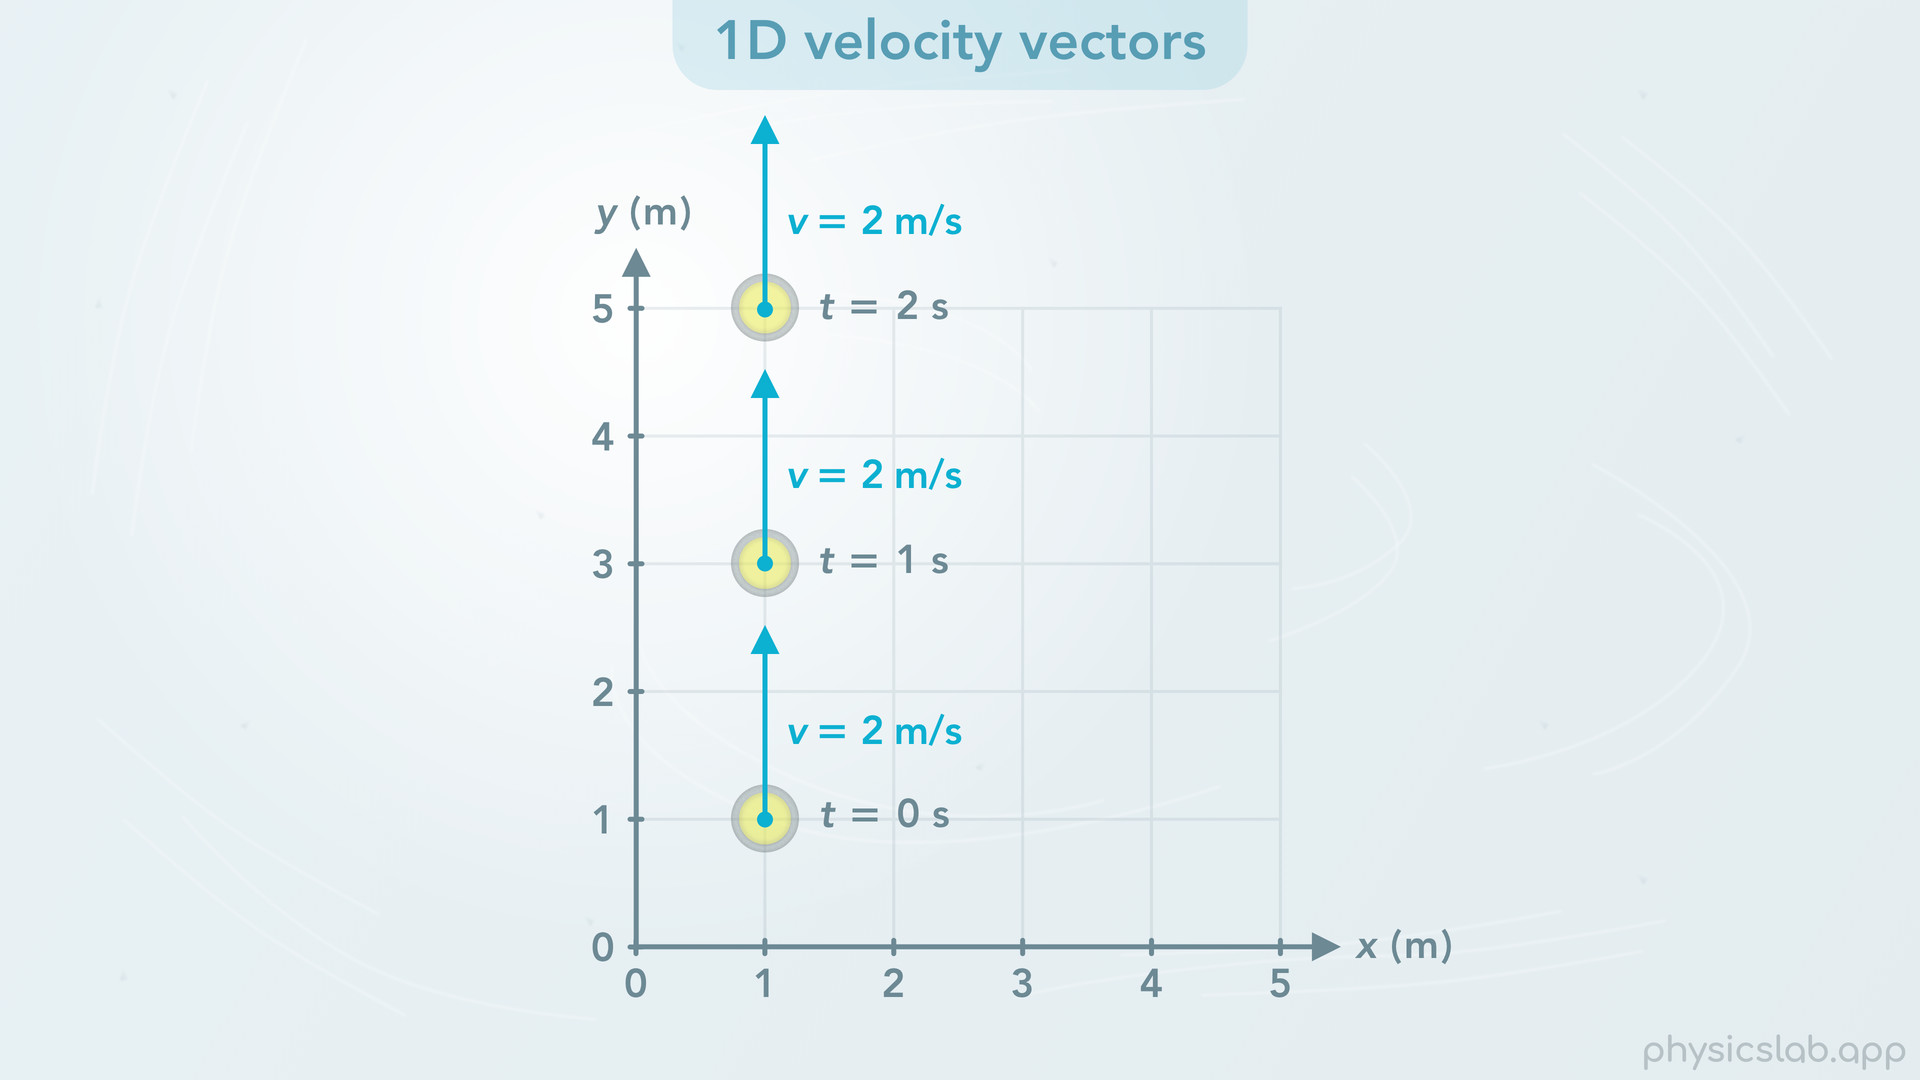 1D velocity vectors
y (m)
v = 2 m/s
5
t = 2 s
4
v = 2 m/s
3
t = 1 s
2
v = 2 m/s
1
t = 0 s
0
x (m)
0 1 2 3 4 5
physicslab.app